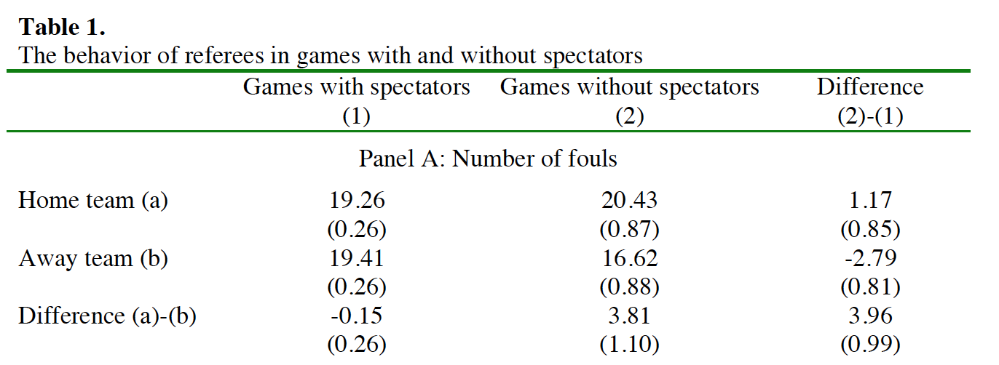 Table 1.
The behavior of referees in games with and without spectators
Games with spectators Games without spectators Difference
(1) (2) (2)-(1)
Panel A: Number of fouls
Home team (a) 19.26 20.43 1.17
(0.26) (0.87) (0.85)
Away team (b) 19.41 16.62 -2.79
(0.26) (0.88) (0.81)
Difference (a)-(b) -0.15 3.81 3.96
(0.26) (1.10) (0.99)